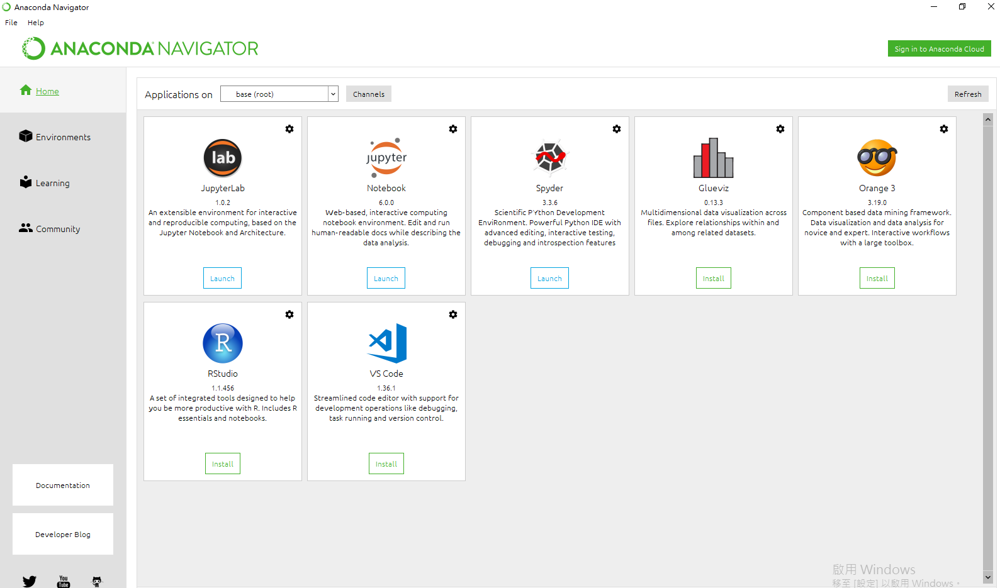 Anaconda Navigator
File Help
ANACONDA NAVIGATOR
Sign in to Anaconda Cloud
Home
Environments
Learning
Community
Documentation
Developer Blog
You
Tube
Applications on
base (root)
Channels
Refresh
lab
JupyterLab
1.0.2
An extensible environment for interactive
and reproducible computing, based on the
Jupyter Notebook and Architecture.
Launch
jupyter
Notebook
6.0.0
Web-based, interactive computing
notebook environment. Edit and run
human-readable docs while describing the
data analysis.
Launch
Spyder
3.3.6
Scientific PYthon Development
EnviRonment. Powerful Python IDE with
advanced editing, interactive testing,
debugging and introspection features
Launch
Glueviz
0.13.3
Multidimensional data visualization across
files. Explore relationships within and
among related datasets.
Install
Orange 3
3.19.0
Component based data mining framework.
Data visualization and data analysis for
novice and expert. Interactive workflows
with a large toolbox.
Install
R
RStudio
1.1.456
A set of integrated tools designed to help
you be more productive with R. Includes R
essentials and notebooks.
Install
VS Code
1.36.1
Streamlined code editor with support for
development operations like debugging,
task running and version control.
Install
啟用 Windows
移至 [設定] 以啟用 Windows。